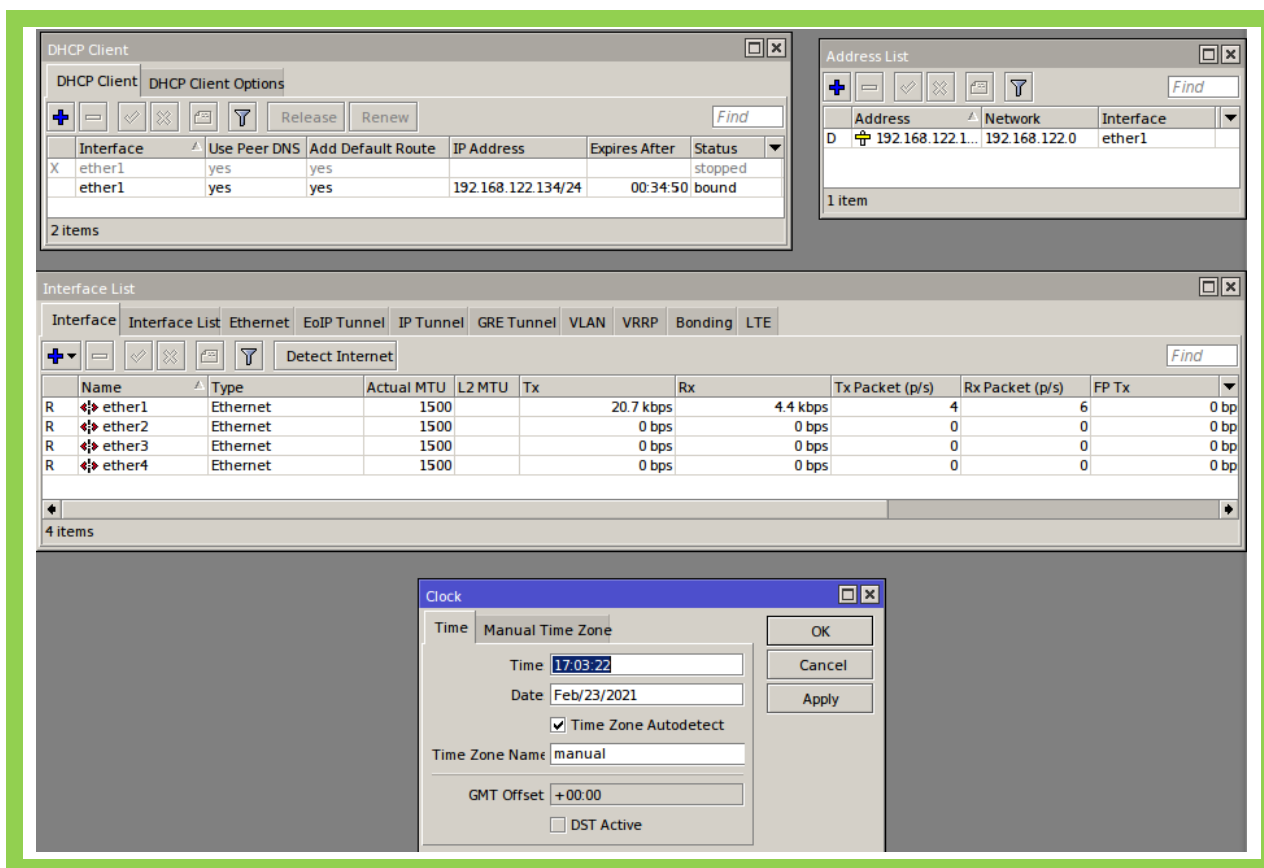 DHCP Client
DHCP Client DHCP Client Options
Release Renew Find
Interface Use Peer DNS Add Default Route IP Address Expires After Status
X ether1 yes yes stopped
ether1 yes yes 192.168.122.134/24 00:34:50 bound
2 items
Address List
Find
Address Network Interface
D 192.168.122.1... 192.168.122.0 ether1
1 item
Interface List
Interface Interface List Ethernet EoIP Tunnel IP Tunnel GRE Tunnel VLAN VRRP Bonding LTE
Detect Internet Find
Name Type Actual MTU L2 MTU Tx Rx Tx Packet (p/s) Rx Packet (p/s) FP Tx
R ether1 Ethernet 1500 20.7 kbps 4.4 kbps 4 6 0 bp
R ether2 Ethernet 1500 0 bps 0 bps 0 0 0 bp
R ether3 Ethernet 1500 0 bps 0 bps 0 0 0 bp
R ether4 Ethernet 1500 0 bps 0 bps 0 0 0 bp
4 items
Clock
Time Manual Time Zone
OK
Time 17:03:22
Cancel
Date Feb/23/2021
Apply
Time Zone Autodetect
Time Zone Name manual
GMT Offset +00:00
DST Active